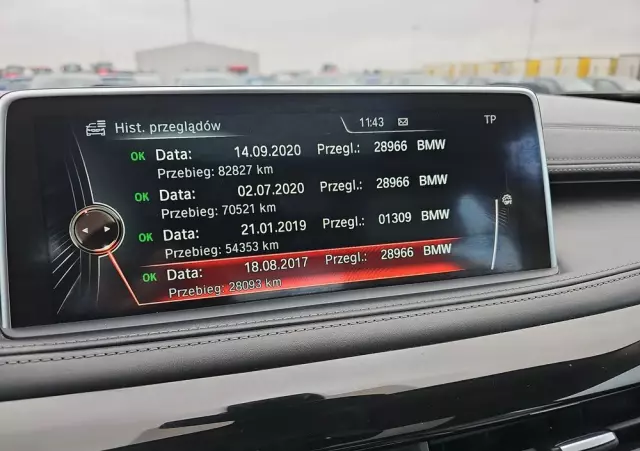 Hist. przeglądów 11:43 TP
OK Data: 14.09.2020 Przegl.: 28966 BMW
Przebieg: 82827 km
OK Data: 02.07.2020 Przegl.: 28966 BMW
Przebieg: 70521 km
OK Data: 21.01.2019 Przegl.: 01309 BMW
Przebieg: 54353 km
OK Data: 18.08.2017 Przegl.: 28966 BMW
Przebieg: 28093 km